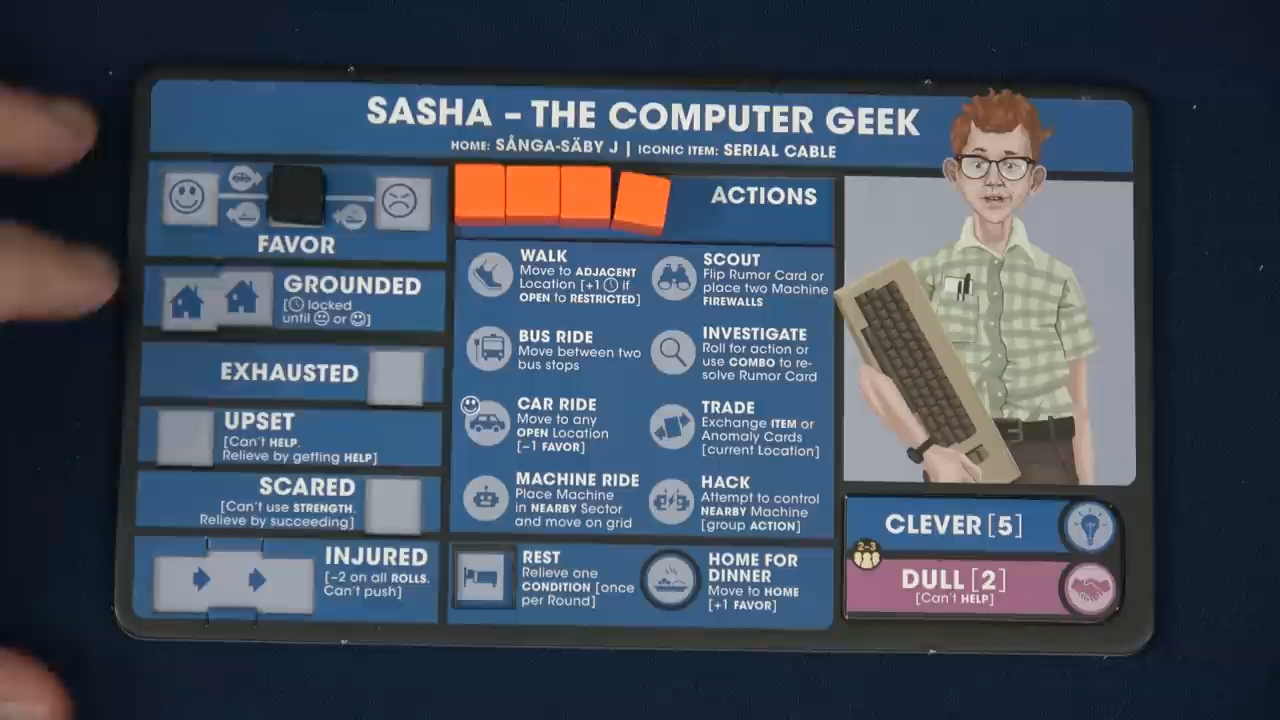 SASHA – THE COMPUTER GEEK
HOME: SÅNGA-SÄBY J | ICONIC ITEM: SERIAL CABLE
FAVOR
GROUNDED
[ locked
until or ]
EXHAUSTED
UPSET
[Can't HELP.
Relieve by getting HELP]
SCARED
[Can't use STRENGTH.
Relieve by succeeding]
INJURED
[–2 on all ROLLS.
Can't push]
ACTIONS
WALK
Move to ADJACENT
Location [+1 if
OPEN to RESTRICTED]
BUS RIDE
Move between two
bus stops
CAR RIDE
Move to any
OPEN Location
[–1 FAVOR]
MACHINE RIDE
Place Machine
in NEARBY Sector
and move on grid
REST
Relieve one
CONDITION [once
per Round]
SCOUT
Flip Rumor Card or
place two Machine
FIREWALLS
INVESTIGATE
Roll for action or
use COMBO to re-
solve Rumor Card
TRADE
Exchange ITEM or
Anomaly Cards
[current Location]
HACK
Attempt to control
NEARBY Machine
[group ACTION]
HOME FOR
DINNER
Move to HOME
[+1 FAVOR]
CLEVER [5]
2-3
DULL [2]
[Can't HELP]